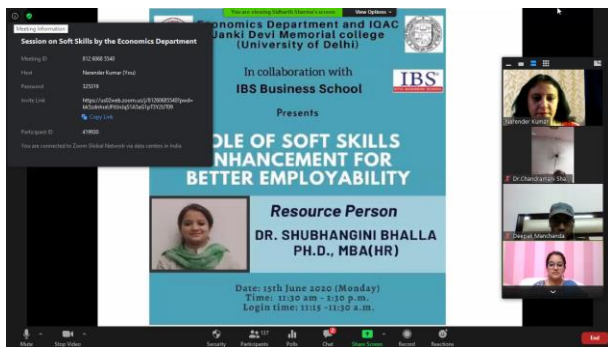 You are viewing Sidharth Sharma's screen
View Options
Meeting Information
Session on Soft Skills by the Economics Department
Meeting ID
812 6068 5540
Host
Narender Kumar (You)
Password
325219
Invite Link
Copy Link
Participant ID
419930
You are connected to Zoom Global Network via data centers in India.
Economics Department and IQAC
Janki Devi Memorial college
(University of Delhi)
In collaboration with
IBS Business School
IBS
Presents
OLE OF SOFT SKILLS
NHANCEMENT FOR
BETTER EMPLOYABILITY
Resource Person
DR. SHUBHANGINI BHALLA
PH.D., MBA(HR)
Date: 15th June 2020 (Monday)
Time: 11:30 am - 1:30 p.m.
Login time: 11:15 -11:30 a.m.
Narender Kumar
Dr.Chandramani Sha
Deepali Manchanda
Mute
Stop Video
Security
Participants
137
Polls
Chat
Share Screen
Record
Reactions
End